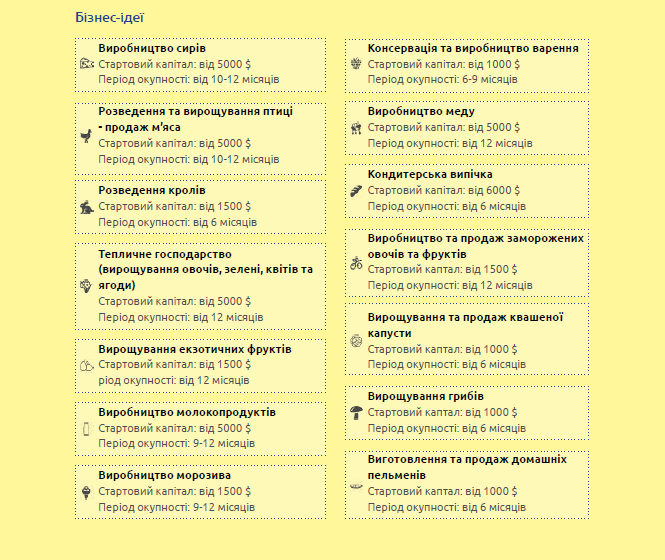 Бізнес-ідеї
Виробництво сирів
Стартовий капітал: від 5000 $
Період окупності: від 10-12 місяців
Розведення та вирощування птиці
- продаж м'яса
Стартовий капітал: від 5000 $
Період окупності: від 10-12 місяців
Розведення кролів
Стартовий капітал: від 1500 $
Період окупності: від 6 місяців
Тепличне господарство
(вирощування овочів, зелені, квітів та
ягоди)
Стартовий капітал: від 5000 $
Період окупності: від 12 місяців
Вирощування екзотичних фруктів
Стартовий капітал: від 1500 $
ріод окупності: від 12 місяців
Виробництво молокопродуктів
Стартовий капітал: від 5000 $
Період окупності: 9-12 місяців
Виробництво морозива
Стартовий капітал: від 1500 $
Період окупності: 9-12 місяців
Консервація та виробництво варення
Стартовий капітал: від 1000 $
Період окупності: 6-9 місяців
Виробництво меду
Стартовий капітал: від 5000 $
Період окупності: від 12 місяців
Кондитерська випічка
Стартовий капітал: від 6000 $
Період окупності: від 6 місяців
Виробництво та продаж заморожених
овочів та фруктів
Стартовий каптал: від 1500 $
Період окупності: від 12 місяців
Вирощування та продаж квашеної
капусти
Стартовий каптал: від 1000 $
Період окупності: від 6 місяців
Вирощування грибів
Стартовий каптал: від 1000 $
Період окупності: від 6 місяців
Виготовлення та продаж домашніх
пельменів
Стартовий капітал: від 1000 $
Період окупності: від 6 місяців